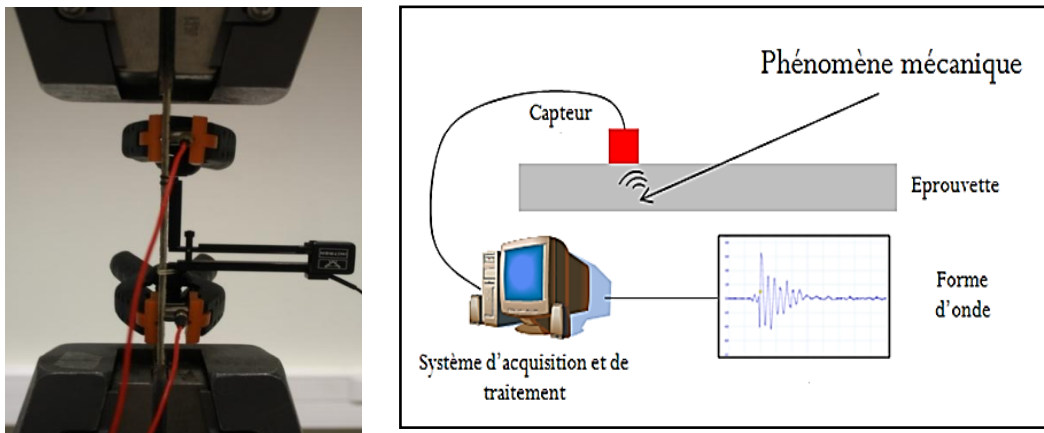 Phénomène mécanique
Capteur
Eprouvette
Forme
d'onde
Système d'acquisition et de
traitement